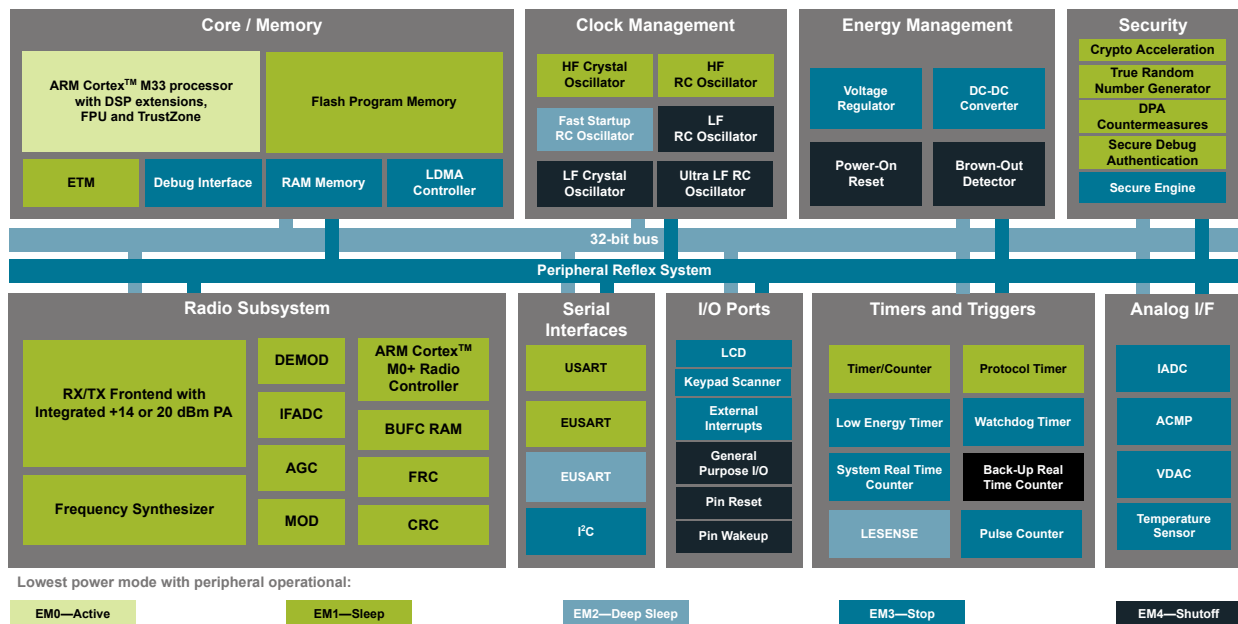 Core / Memory
ARM Cortex™ M33 processor
with DSP extensions,
FPU and TrustZone
Flash Program Memory
ETM
Debug Interface
RAM Memory
LDMA
Controller
Clock Management
HF Crystal
Oscillator
HF
RC Oscillator
Fast Startup
RC Oscillator
LF
RC Oscillator
LF Crystal
Oscillator
Ultra LF RC
Oscillator
Energy Management
Voltage
Regulator
DC-DC
Converter
Power-On
Reset
Brown-Out
Detector
Security
Crypto Acceleration
True Random
Number Generator
DPA
Countermeasures
Secure Debug
Authentication
Secure Engine
32-bit bus
Peripheral Reflex System
Radio Subsystem
RX/TX Frontend with
Integrated +14 or 20 dBm PA
Frequency Synthesizer
DEMOD
IFADC
AGC
MOD
ARM Cortex™
M0+ Radio
Controller
BUFC RAM
FRC
CRC
Serial
Interfaces
USART
EUSART
EUSART
I²C
I/O Ports
LCD
Keypad Scanner
External
Interrupts
General
Purpose I/O
Pin Reset
Pin Wakeup
Timers and Triggers
Timer/Counter
Protocol Timer
Low Energy Timer
Watchdog Timer
System Real Time
Counter
Back-Up Real
Time Counter
LESENSE
Pulse Counter
Analog I/F
IADC
ACMP
VDAC
Temperature
Sensor
Lowest power mode with peripheral operational:
EM0—Active
EM1—Sleep
EM2—Deep Sleep
EM3—Stop
EM4—Shutoff